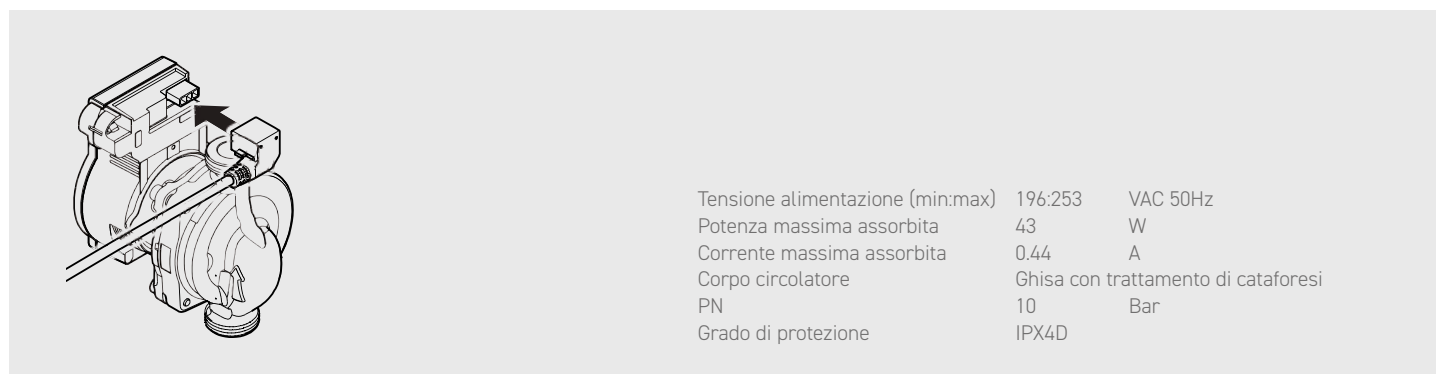 Tensione alimentazione (min:max) 196:253 VAC 50Hz
Potenza massima assorbita 43 W
Corrente massima assorbita 0.44 A
Corpo circolatore Ghisa con trattamento di cataforesi
PN 10 Bar
Grado di protezione IPX4D